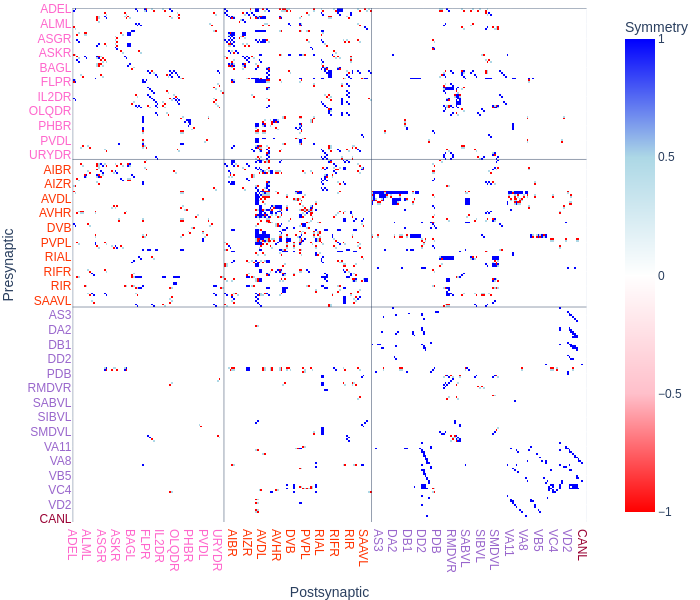 Symmetry
1
0.5
0
−0.5
−1
Presynaptic
ADEL
ALML
ASGR
ASKR
BAGL
FLPR
IL2DR
OLQDR
PHBR
PVDL
URYDR
AIBR
AIZR
AVDL
AVHR
DVB
PVPL
RIAL
RIFR
RIR
SAAVL
AS3
DA2
DB1
DD2
PDB
RMDVR
SABVL
SIBVL
SMDVL
VA11
VA8
VB5
VC4
VD2
CANL
ADEL
ALML
ASGR
ASKR
BAGL
FLPR
IL2DR
OLQDR
PHBR
PVDL
URYDR
AIBR
AIZR
AVDL
AVHR
DVB
PVPL
RIAL
RIFR
RIR
SAAVL
AS3
DA2
DB1
DD2
PDB
RMDVR
SABVL
SIBVL
SMDVL
VA11
VA8
VB5
VC4
VD2
CANL
Postsynaptic